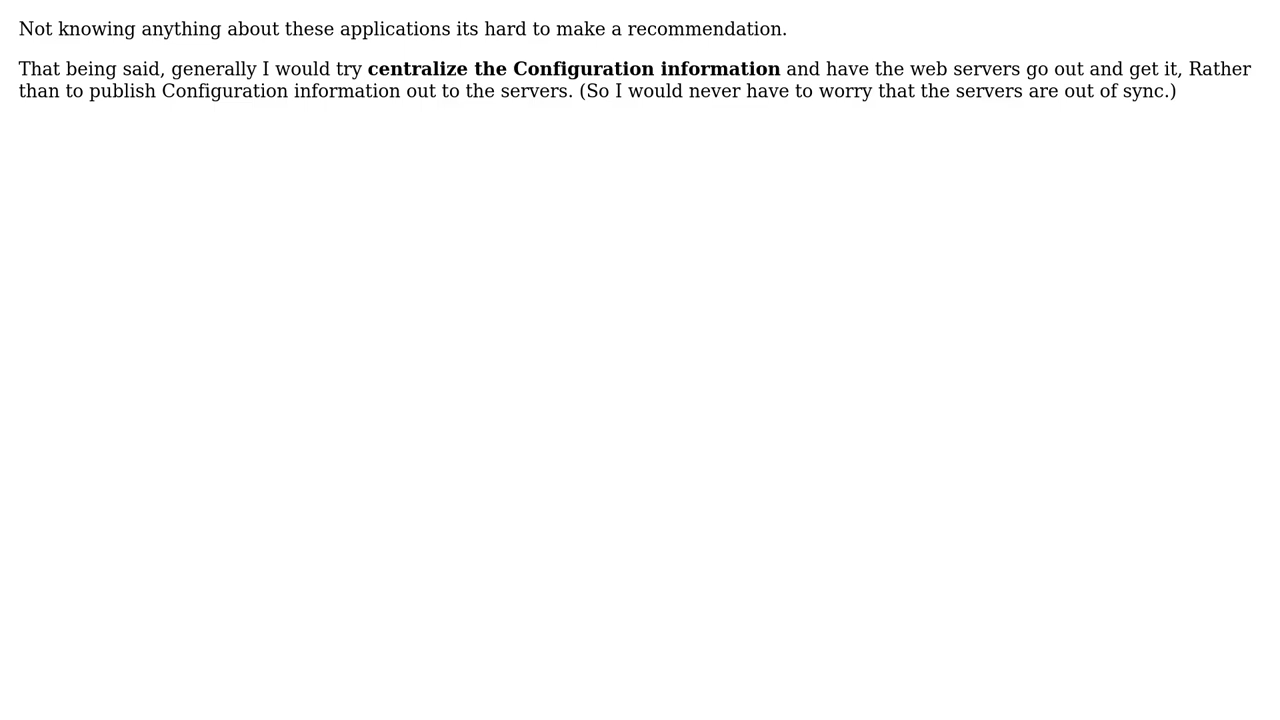 Not knowing anything about these applications its hard to make a recommendation.
That being said, generally I would try centralize the Configuration information and have the web servers go out and get it, Rather
than to publish Configuration information out to the servers. (So I would never have to worry that the servers are out of sync.)